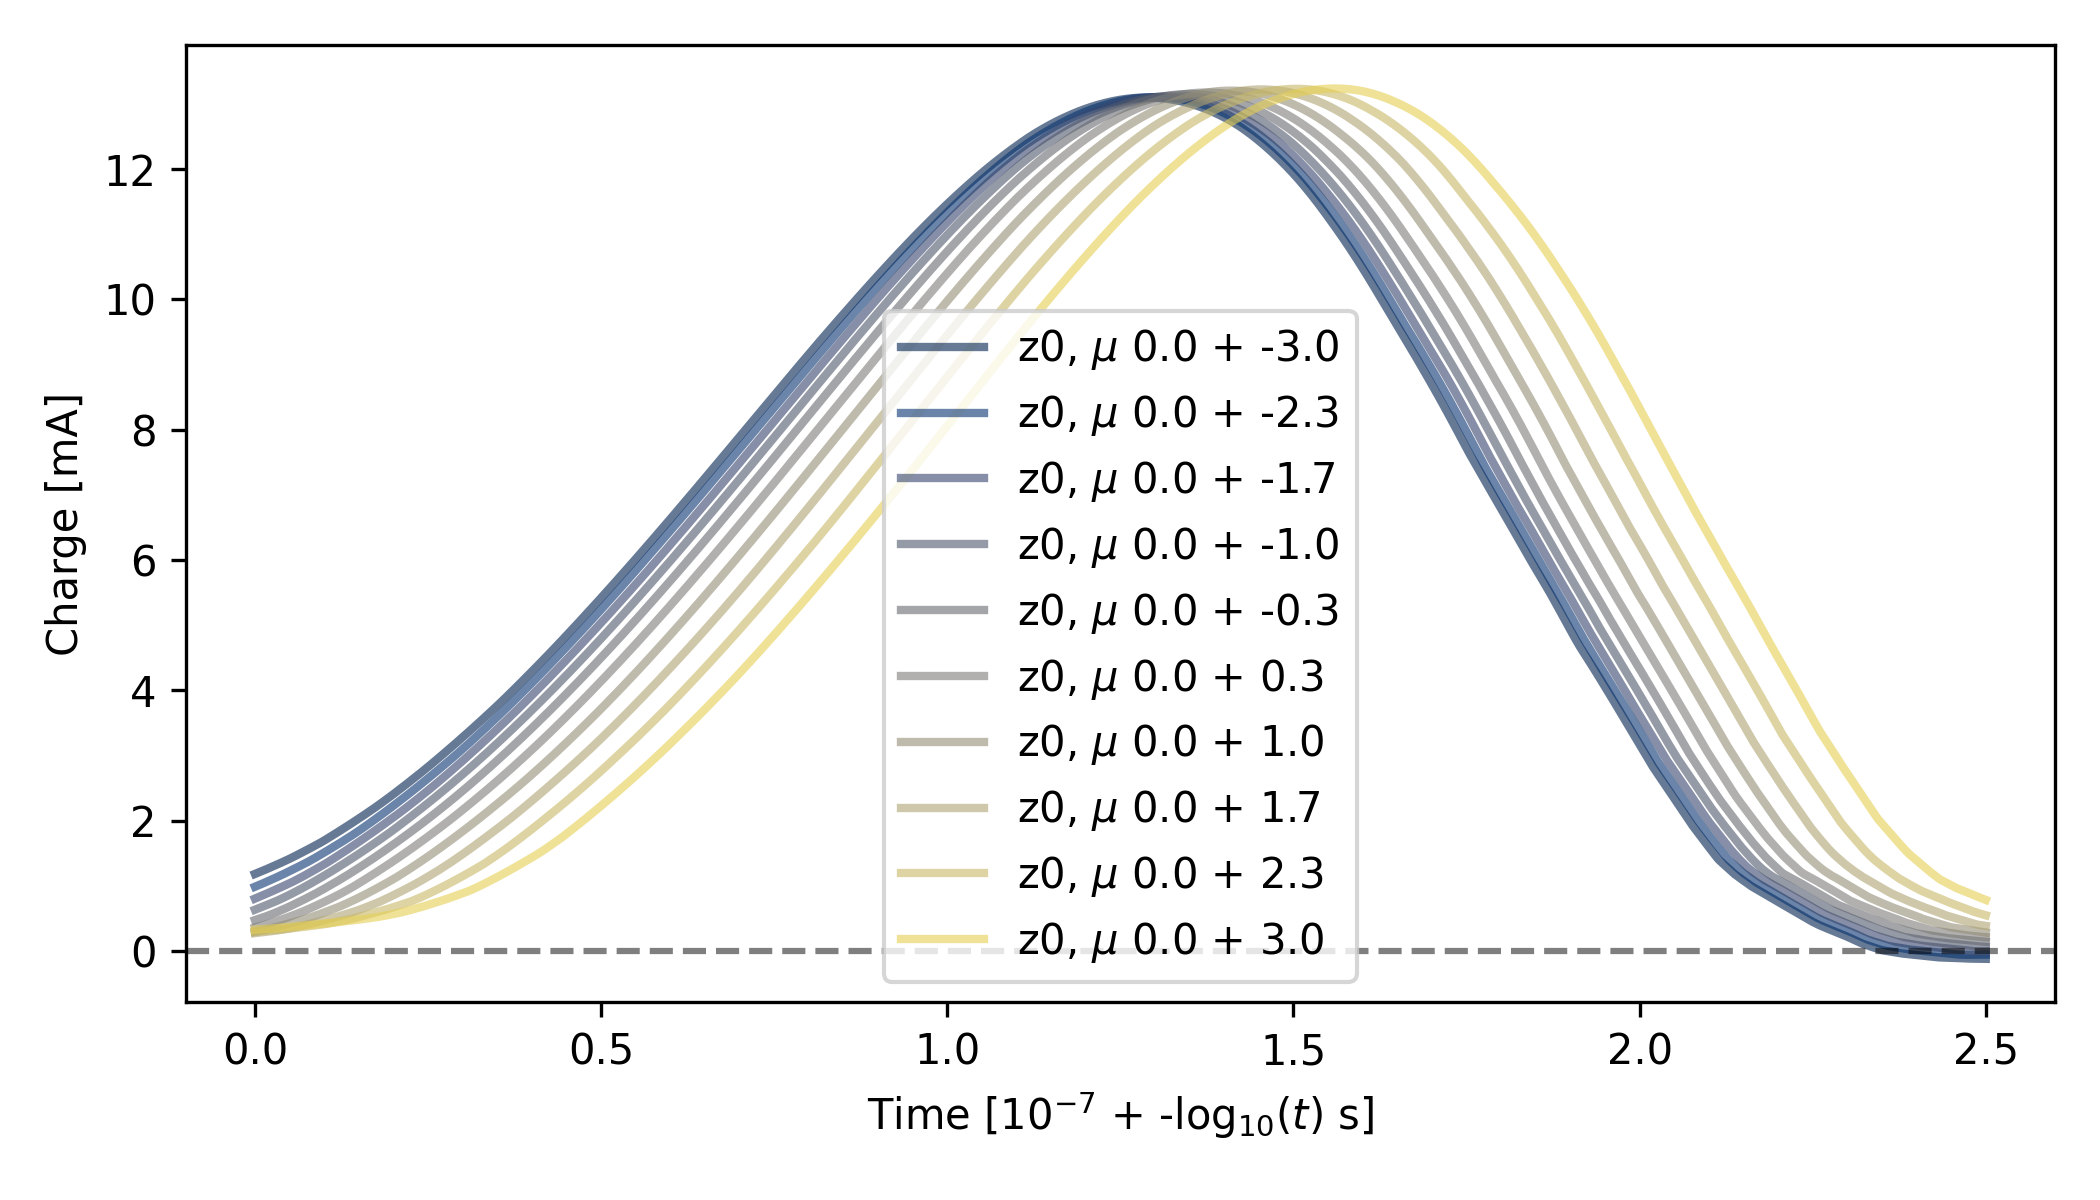 Charge [mA]
12
10
8
6
4
2
0
z0, μ 0.0 + -3.0
z0, μ 0.0 + -2.3
z0, μ 0.0 + -1.7
z0, μ 0.0 + -1.0
z0, μ 0.0 + -0.3
z0, μ 0.0 + 0.3
z0, μ 0.0 + 1.0
z0, μ 0.0 + 1.7
z0, μ 0.0 + 2.3
z0, μ 0.0 + 3.0
0.0 0.5 1.0 1.5 2.0 2.5
Time [10⁻⁷ + -log₁₀(t) s]